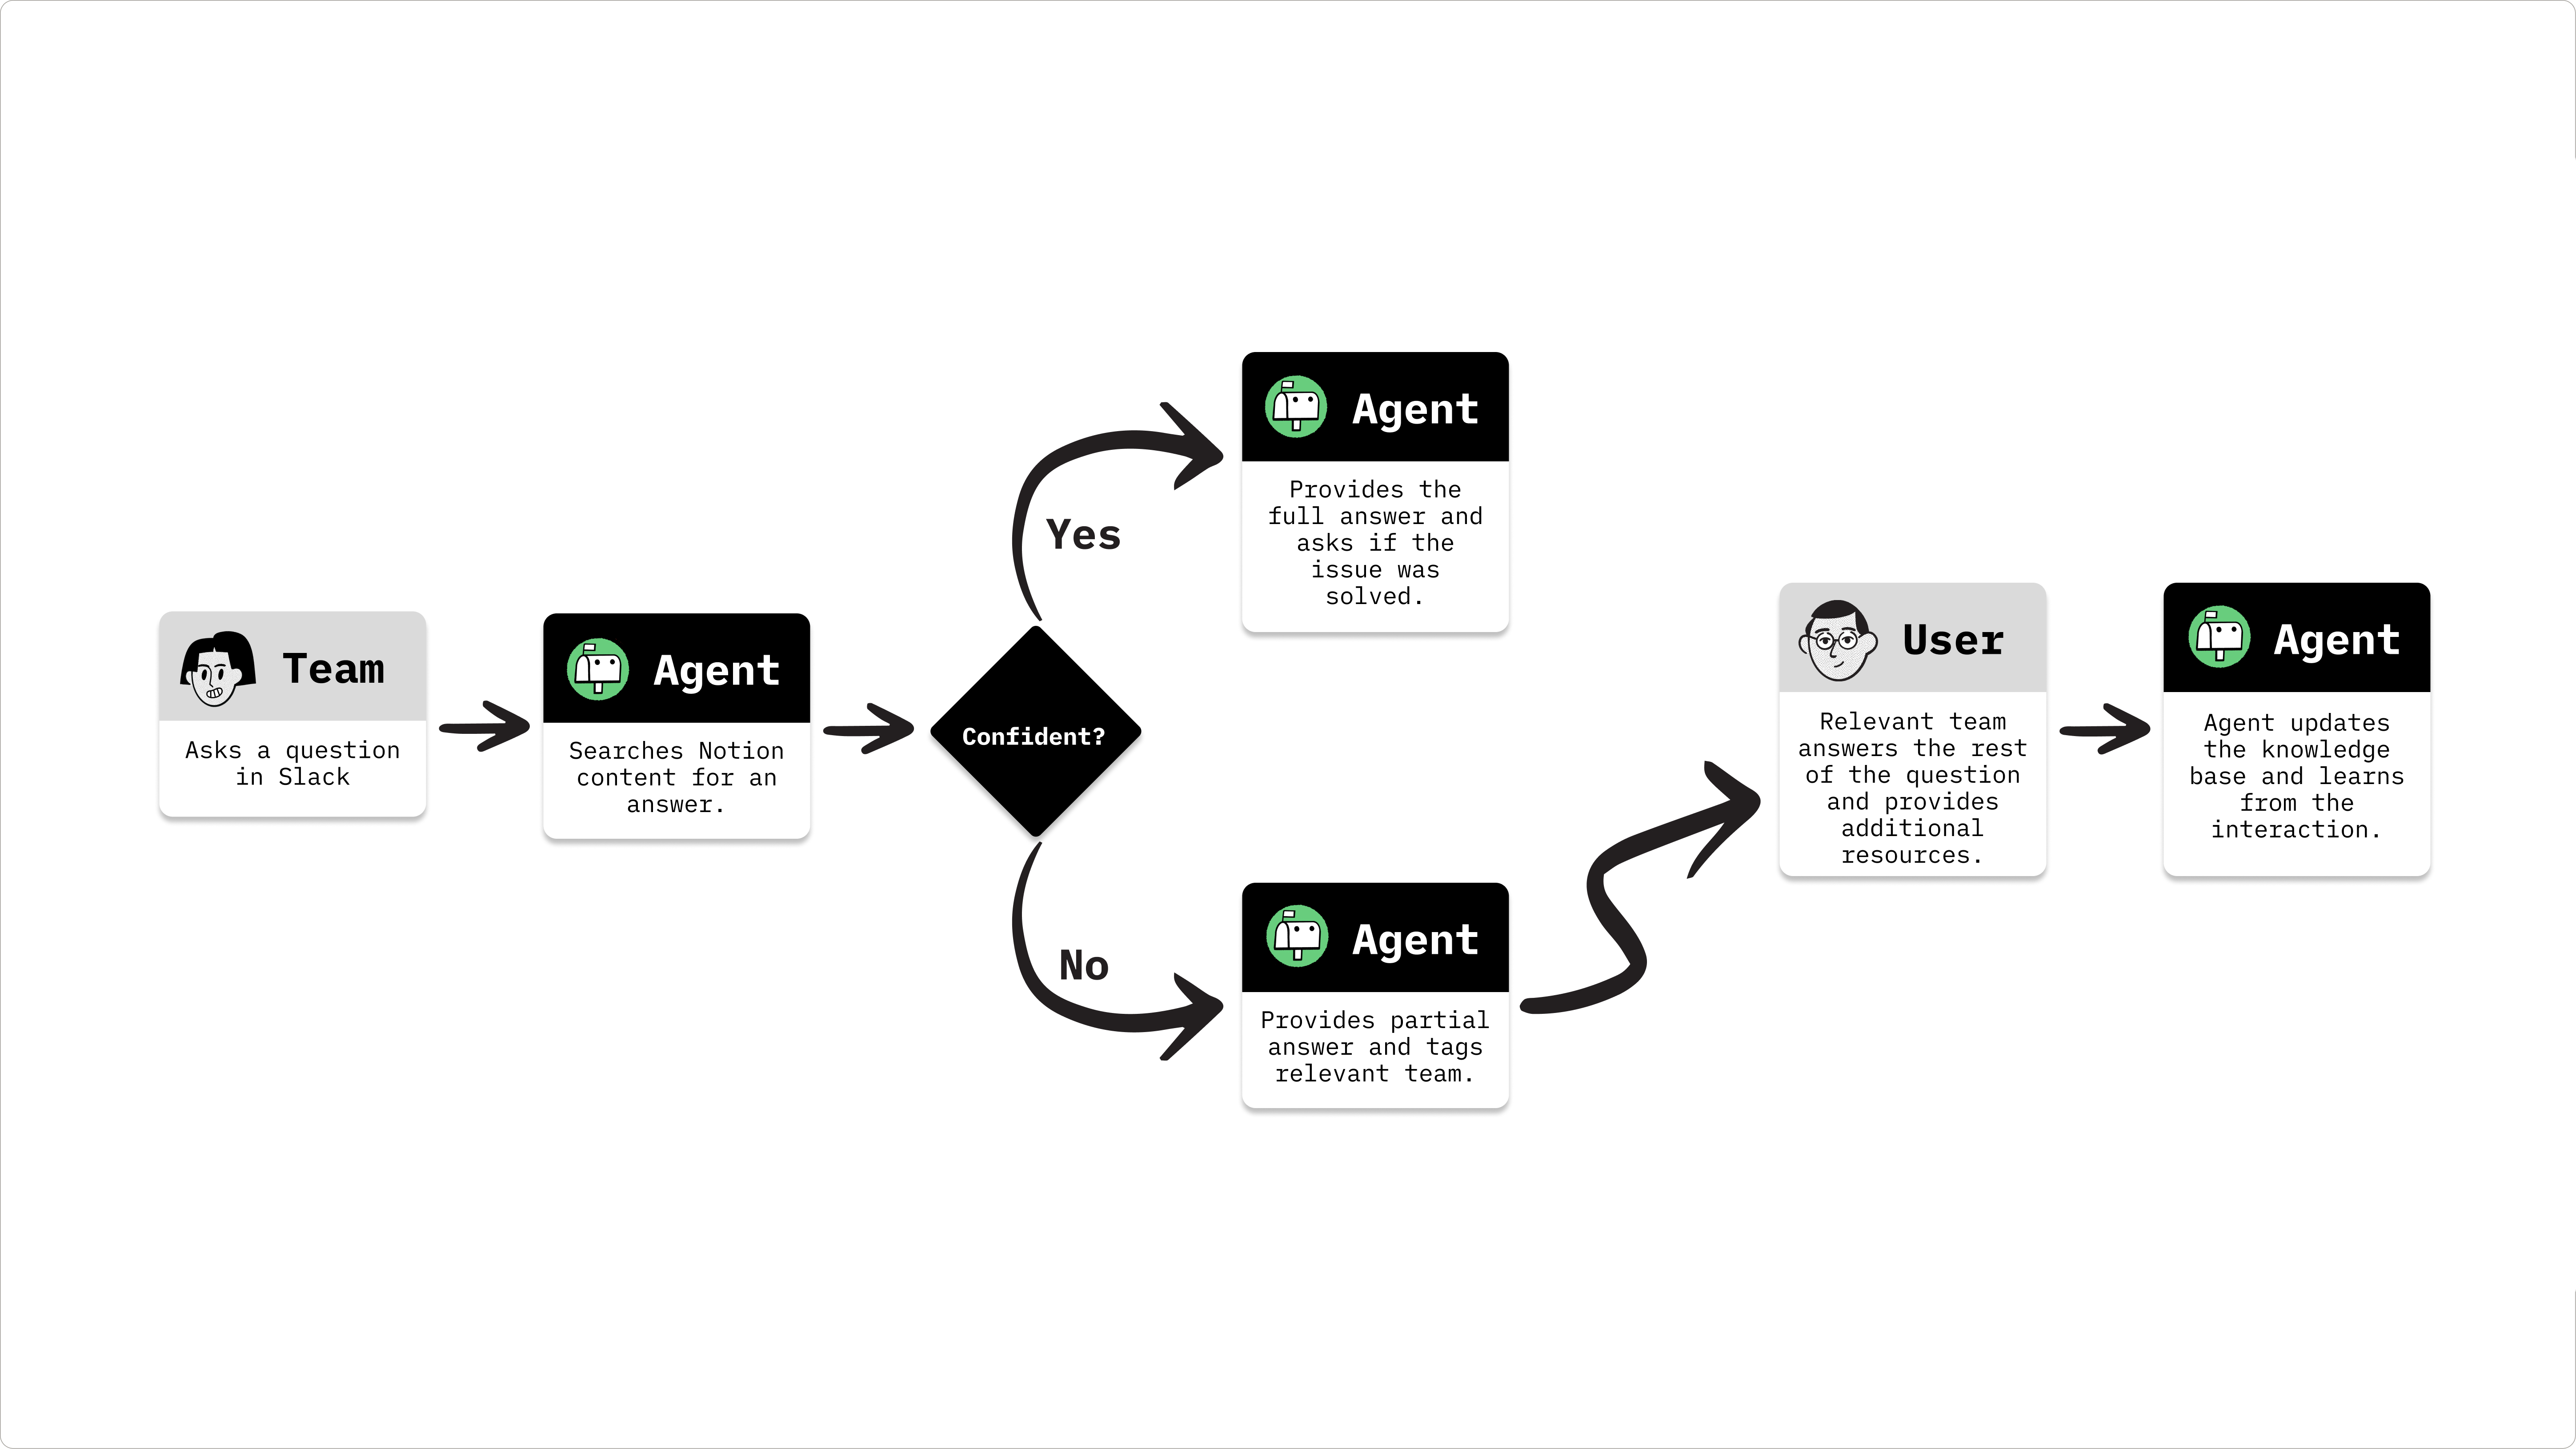 Team
Asks a question
in Slack
Agent
Searches Notion
content for an
answer.
Confident?
Yes
Agent
Provides the
full answer and
asks if the
issue was
solved.
No
Agent
Provides partial
answer and tags
relevant team.
User
Relevant team
answers the rest
of the question
and provides
additional
resources.
Agent
Agent updates
the knowledge
base and learns
from the
interaction.